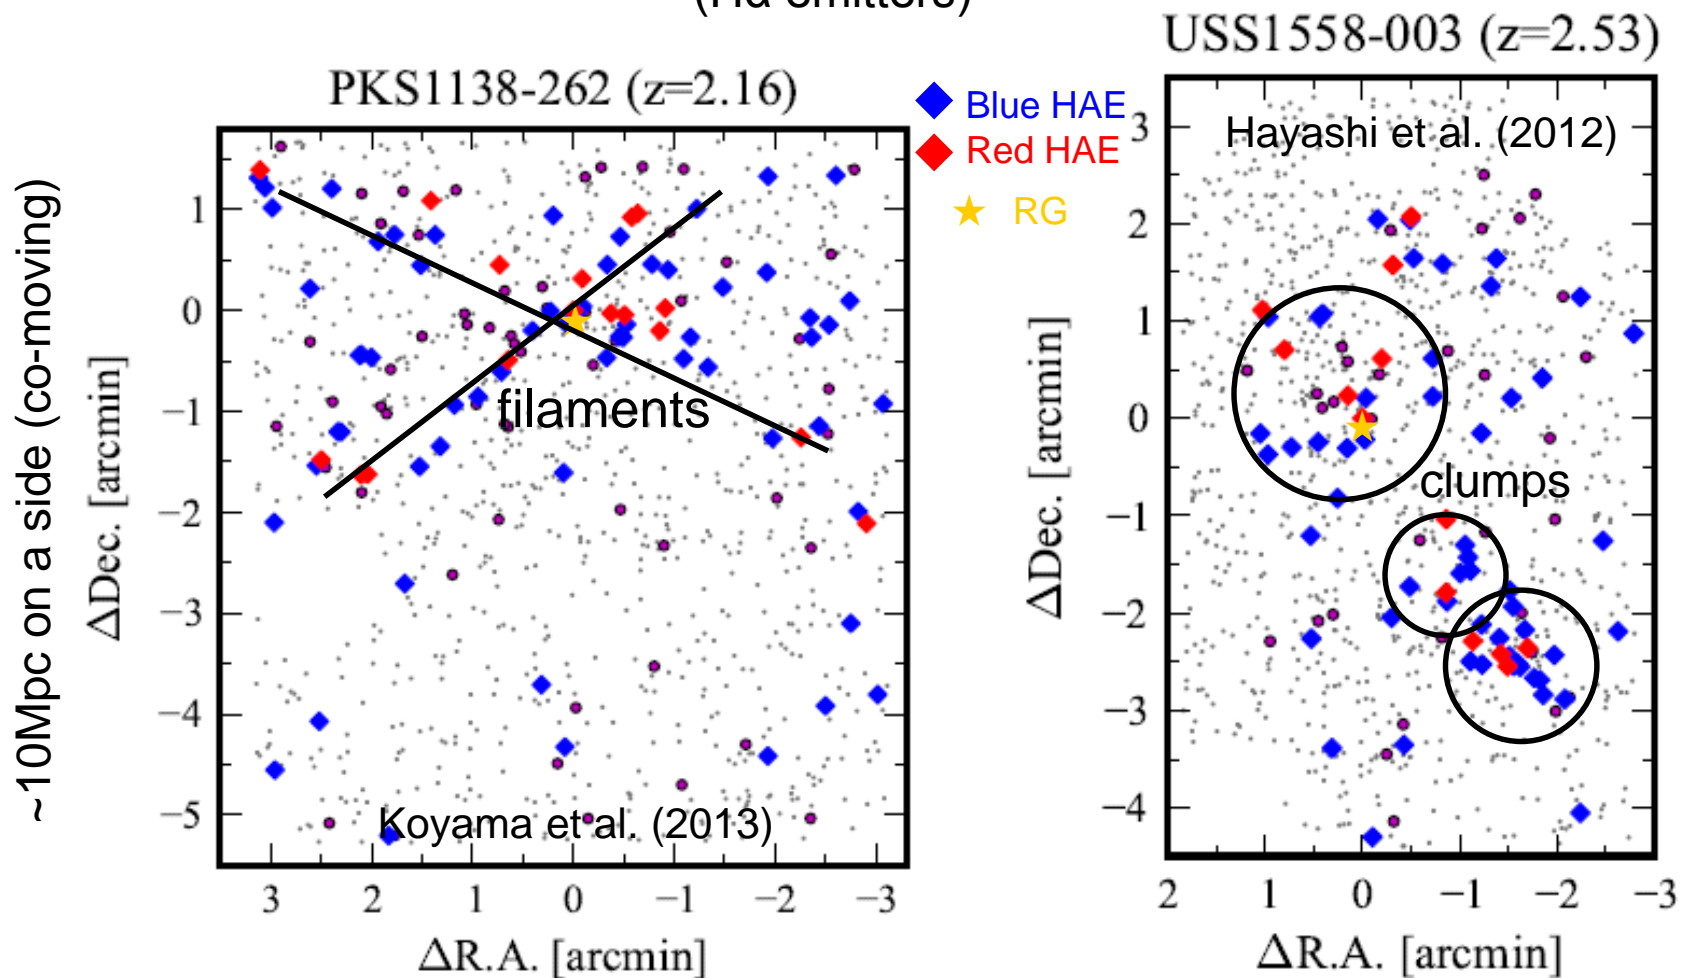 (Hα emitters)
PKS1138-262 (z=2.16)
USS1558-003 (z=2.53)
Blue HAE
Red HAE
RG
~10Mpc on a side (co-moving)
ΔDec. [arcmin]
1
0
−1
−2
−3
−4
−5
filaments
Koyama et al. (2013)
3
2
1
0
−1
−2
−3
ΔR.A. [arcmin]
Hayashi et al. (2012)
ΔDec. [arcmin]
3
2
1
0
−1
−2
−3
−4
clumps
2
1
0
−1
−2
−3
ΔR.A. [arcmin]